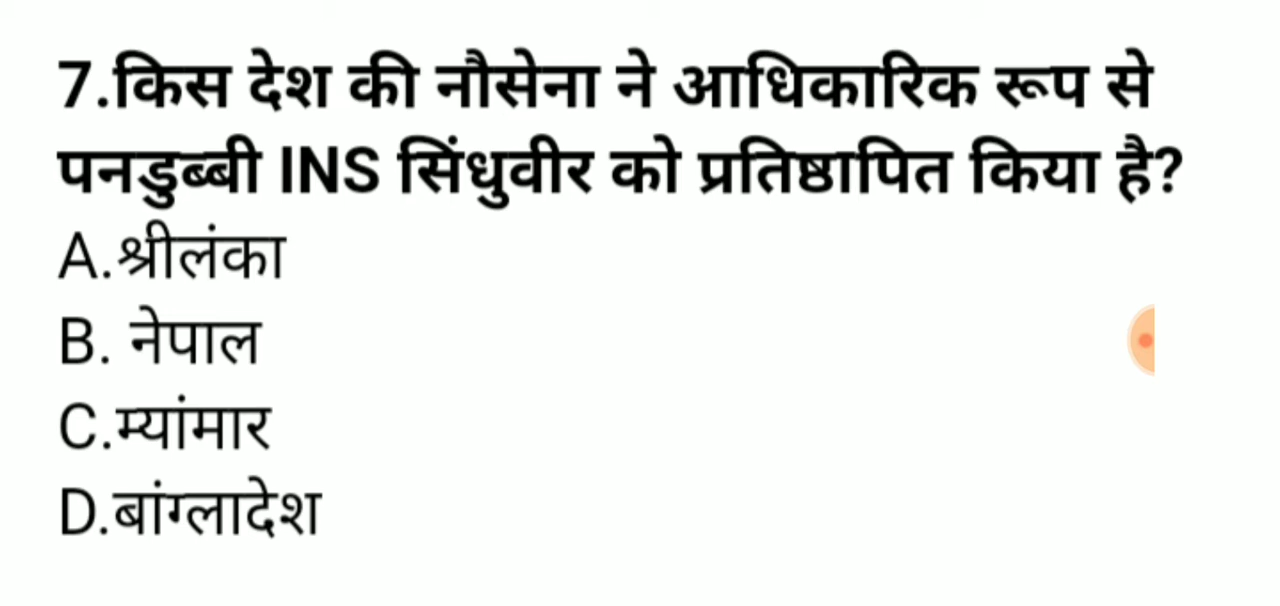 7.किस देश की नौसेना ने आधिकारिक रूप से
पनडुब्बी INS सिंधुवीर को प्रतिष्ठापित किया है?
A.श्रीलंका
B. नेपाल
C.म्यांमार
D.बांग्लादेश